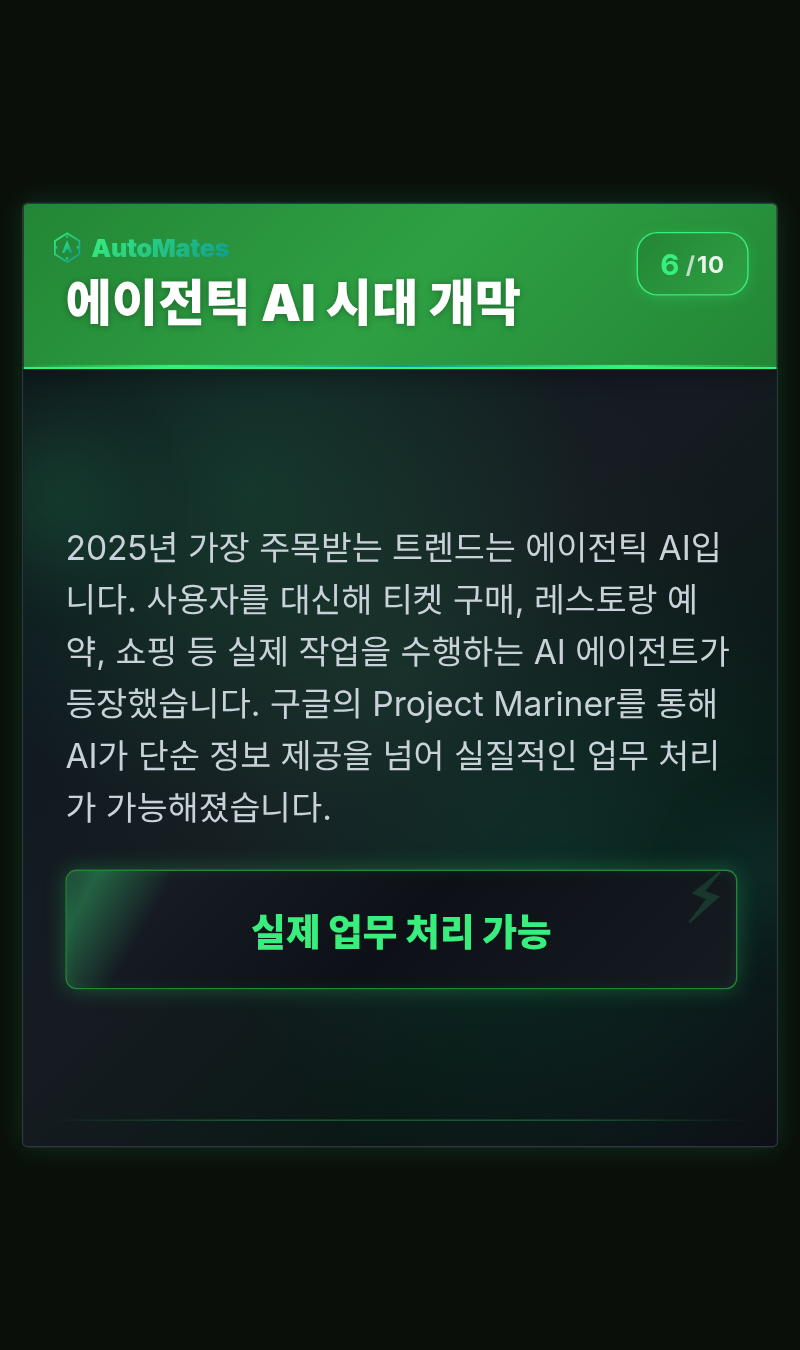 AutoMates
6 /10
에이전틱 AI 시대 개막
2025년 가장 주목받는 트렌드는 에이전틱 AI입
니다. 사용자를 대신해 티켓 구매, 레스토랑 예
약, 쇼핑 등 실제 작업을 수행하는 AI 에이전트가
등장했습니다. 구글의 Project Mariner를 통해
AI가 단순 정보 제공을 넘어 실질적인 업무 처리
가 가능해졌습니다.
실제 업무 처리 가능